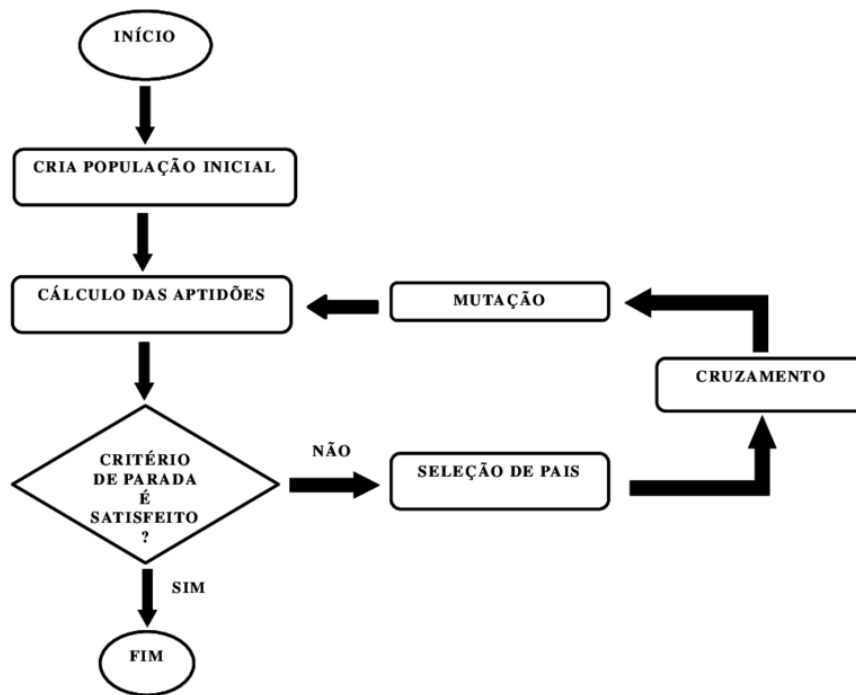 INÍCIO
CRIA POPULAÇÃO INICIAL
CÁLCULO DAS APTIDÕES
MUTAÇÃO
CRUZAMENTO
CRITÉRIO
DE PARADA
É
SATISFEITO
?
NÃO
SELEÇÃO DE PAIS
SIM
FIM